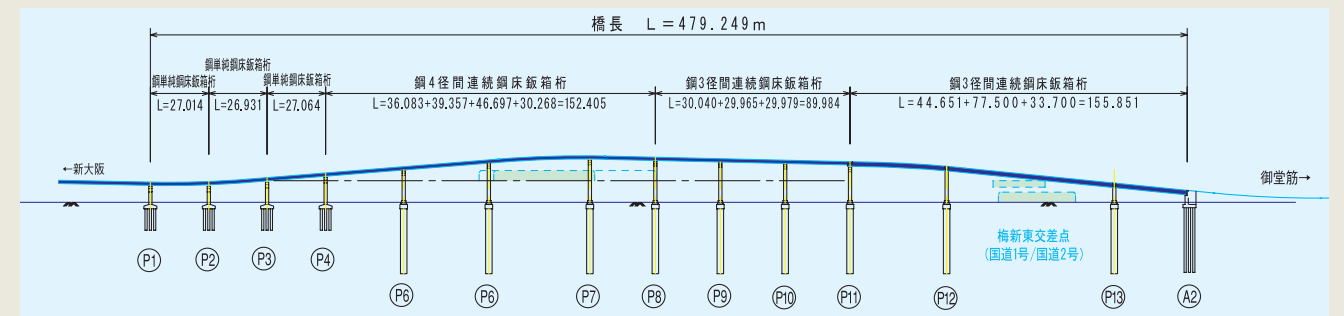 橋長 L=479.249m
鋼単純鋼床鈑箱桁
鋼単純鋼床鈑箱桁
鋼単純鋼床鈑箱桁
鋼4径間連続鋼床鈑箱桁
鋼3径間連続鋼床鈑箱桁
鋼3径間連続鋼床鈑箱桁
L=27.014
L=26.931
L=27.064
L=36.083+39.357+46.697+30.268=152.405
L=30.040+29.965+29.979=89.984
L=44.651+77.500+33.700=155.851
←新大阪
御堂筋→
梅新東交差点
(国道1号/国道2号)
P1
P2
P3
P4
P6
P6
P7
P8
P9
P10
P11
P12
P13
A2